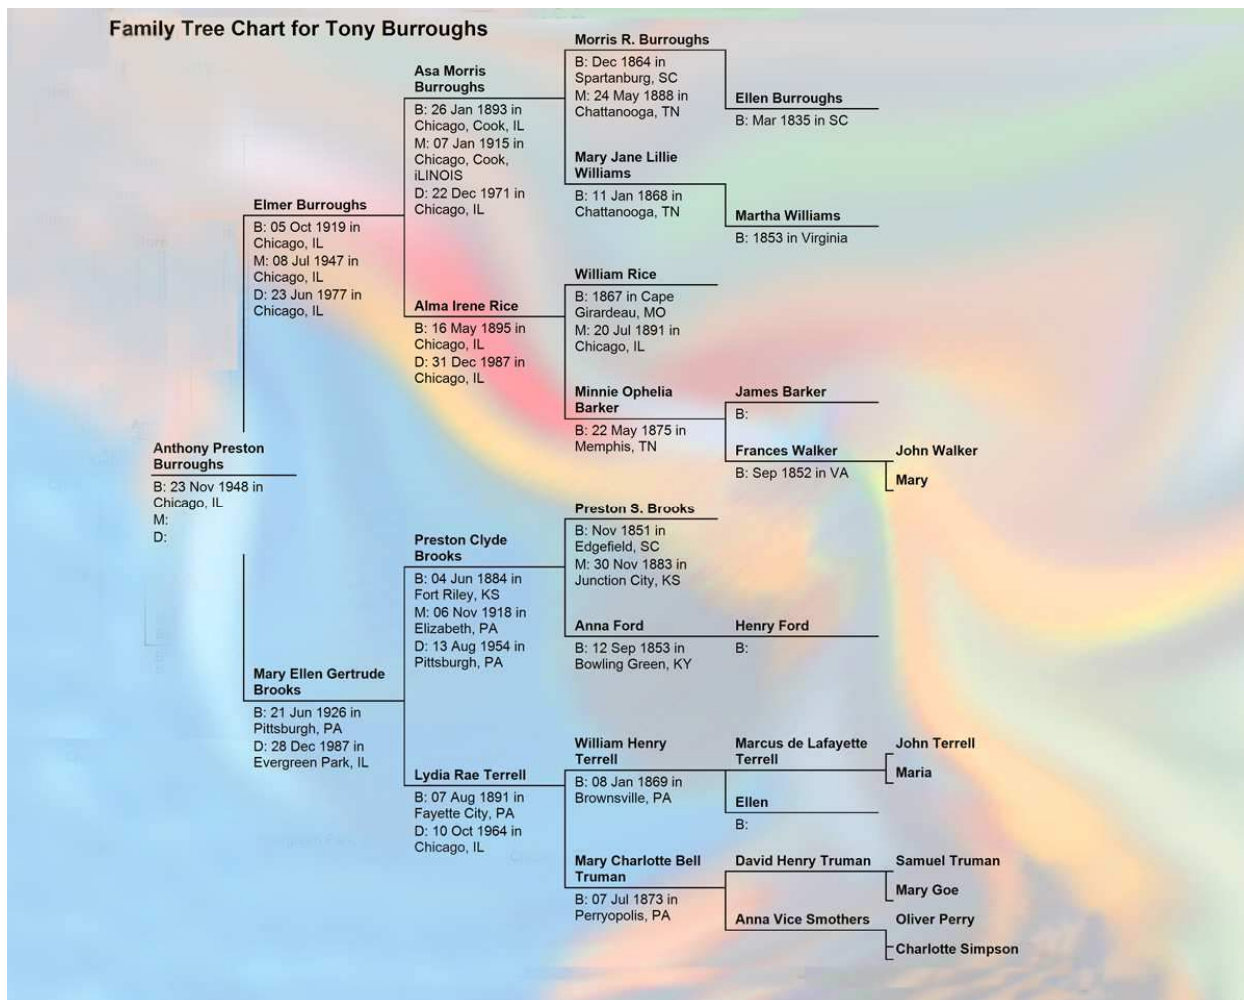 Family Tree Chart for Tony Burroughs
Morris R. Burroughs
B: Dec 1864 in
Spartanburg, SC
M: 24 May 1888 in
Chattanooga, TN
Asa Morris
Burroughs
B: 26 Jan 1893 in
Chicago, Cook, IL
M: 07 Jan 1915 in
Chicago, Cook,
iLINOIS
D: 22 Dec 1971 in
Chicago, IL
Ellen Burroughs
B: Mar 1835 in SC
Mary Jane Lillie
Williams
B: 11 Jan 1868 in
Chattanooga, TN
Martha Williams
B: 1853 in Virginia
Elmer Burroughs
B: 05 Oct 1919 in
Chicago, IL
M: 08 Jul 1947 in
Chicago, IL
D: 23 Jun 1977 in
Chicago, IL
William Rice
B: 1867 in Cape
Girardeau, MO
M: 20 Jul 1891 in
Chicago, IL
Alma Irene Rice
B: 16 May 1895 in
Chicago, IL
D: 31 Dec 1987 in
Chicago, IL
Minnie Ophelia
Barker
B: 22 May 1875 in
Memphis, TN
James Barker
B:
Frances Walker
B: Sep 1852 in VA
John Walker
Mary
Anthony Preston
Burroughs
B: 23 Nov 1948 in
Chicago, IL
M:
D:
Preston S. Brooks
B: Nov 1851 in
Edgefield, SC
M: 30 Nov 1883 in
Junction City, KS
Preston Clyde
Brooks
B: 04 Jun 1884 in
Fort Riley, KS
M: 06 Nov 1918 in
Elizabeth, PA
D: 13 Aug 1954 in
Pittsburgh, PA
Anna Ford
B: 12 Sep 1853 in
Bowling Green, KY
Henry Ford
B:
Mary Ellen Gertrude
Brooks
B: 21 Jun 1926 in
Pittsburgh, PA
D: 28 Dec 1987 in
Evergreen Park, IL
William Henry
Terrell
B: 08 Jan 1869 in
Brownsville, PA
Marcus de Lafayette
Terrell
John Terrell
Maria
Ellen
B:
Lydia Rae Terrell
B: 07 Aug 1891 in
Fayette City, PA
D: 10 Oct 1964 in
Chicago, IL
Mary Charlotte Bell
Truman
B: 07 Jul 1873 in
Perryopolis, PA
David Henry Truman
Samuel Truman
Mary Goe
Anna Vice Smothers
Oliver Perry
Charlotte Simpson